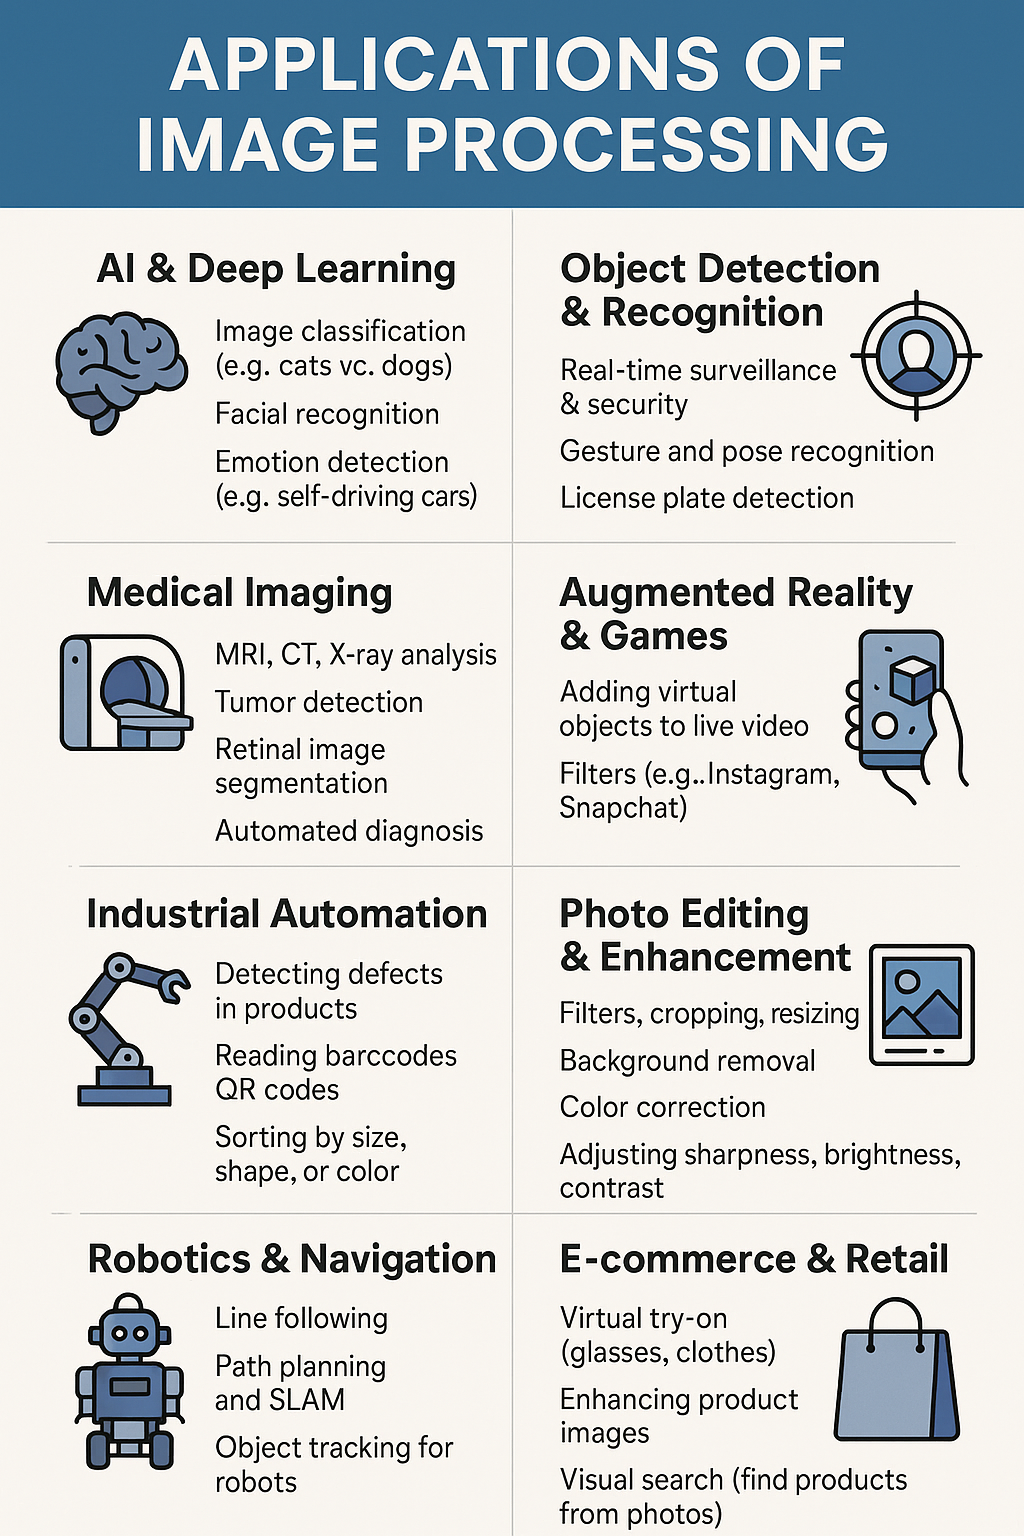 APPLICATIONS OF
IMAGE PROCESSING
AI & Deep Learning
Image classification
(e.g. cats vc. dogs)
Facial recognition
Emotion detection
(e.g. self-driving cars)
Object Detection
& Recognition
Real-time surveillance
& security
Gesture and pose recognition
License plate detection
Medical Imaging
MRI, CT, X-ray analysis
Tumor detection
Retinal image
segmentation
Automated diagnosis
Augmented Reality
& Games
Adding virtual
objects to live video
Filters (e.g..Instagram,
Snapchat)
Industrial Automation
Detecting defects
in products
Reading barccodes
QR codes
Sorting by size,
shape, or color
Photo Editing
& Enhancement
Filters, cropping, resizing
Background removal
Color correction
Adjusting sharpness, brightness,
contrast
Robotics & Navigation
Line following
Path planning
and SLAM
Object tracking for
robots
E-commerce & Retail
Virtual try-on
(glasses, clothes)
Enhancing product
images
Visual search (find products
from photos)